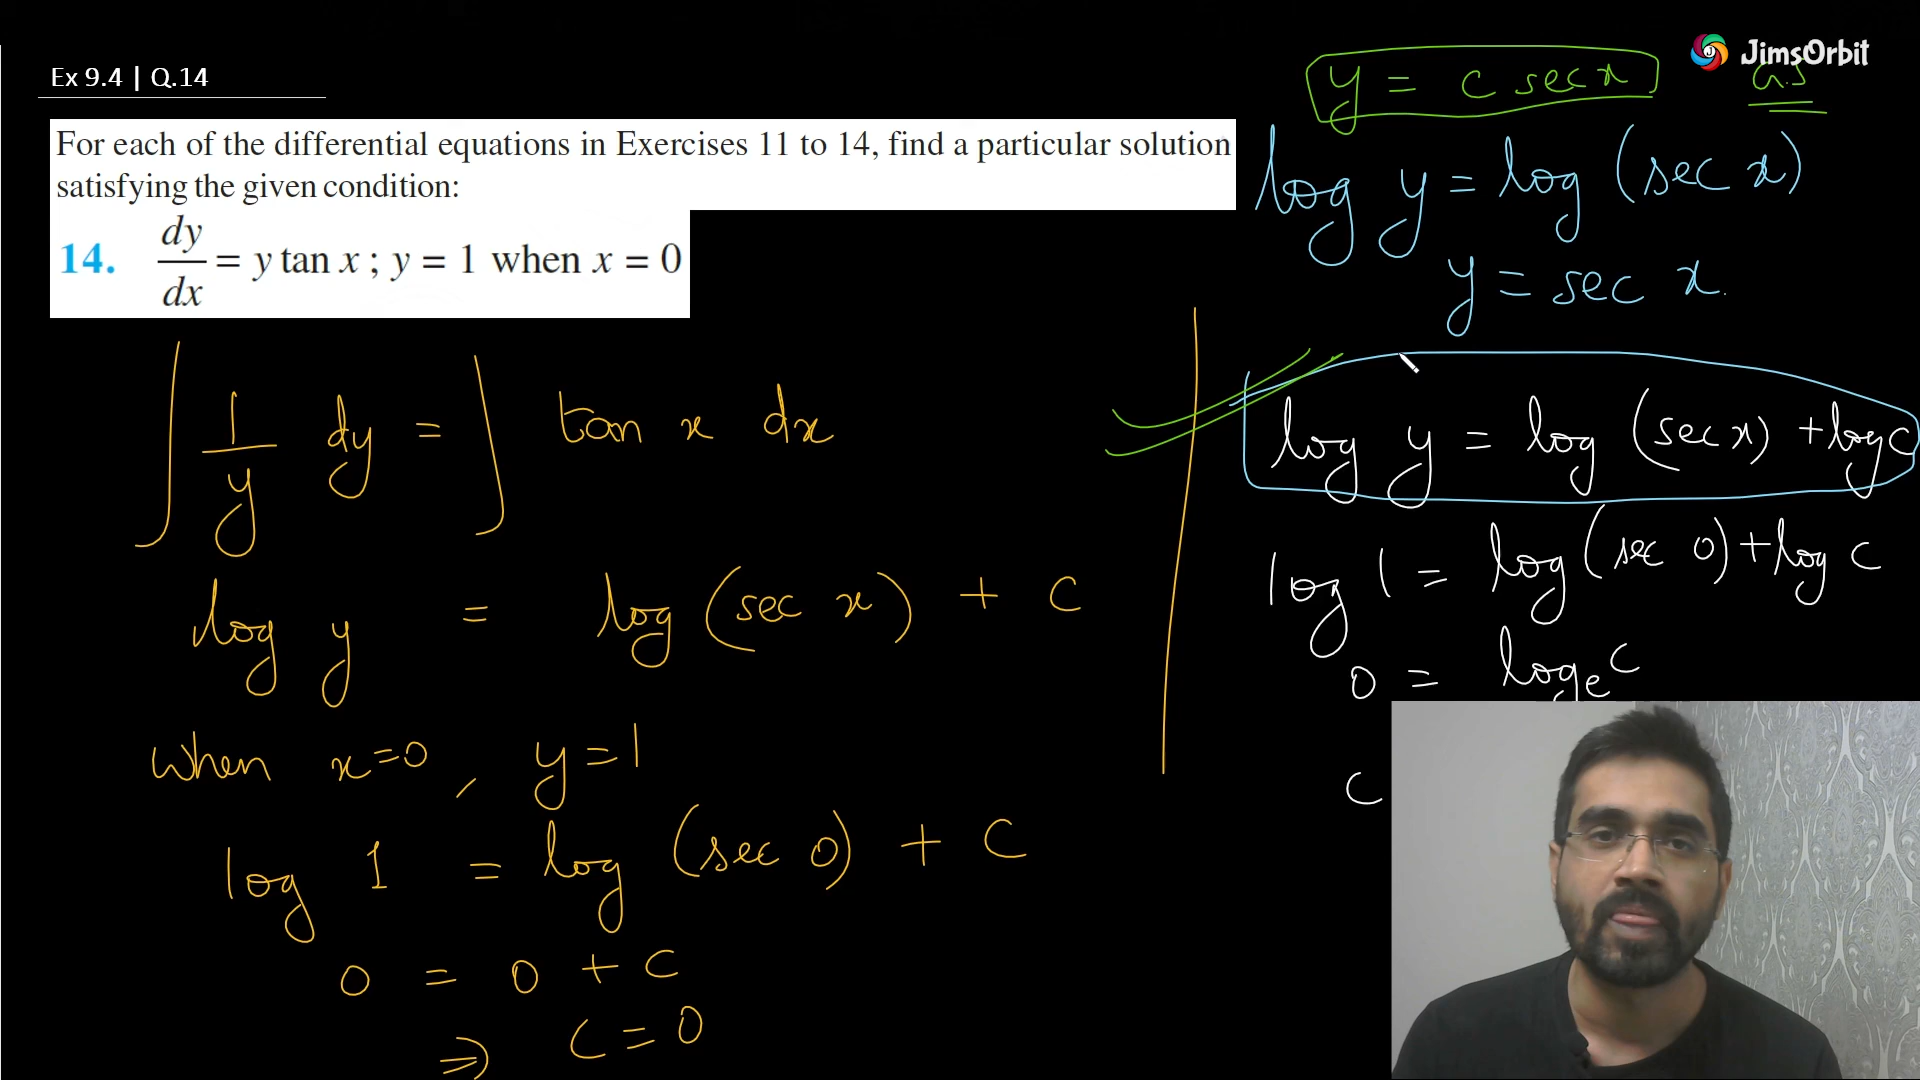 Ex 9.4 | Q.14
For each of the differential equations in Exercises 11 to 14, find a particular solution
satisfying the given condition:
14. dy/dx = y tan x ; y = 1 when x = 0
∫ 1/y dy = ∫ tan x dx
log y = log (sec x) + C
when x=0, y=1
log 1 = log (sec 0) + C
0 = 0 + C
⇒ C = 0
JimsOrbit
y = c sec x G.S
log y = log (sec x)
y = sec x.
log y = log (sec x) + log C
log 1 = log (sec 0) + log C
0 = logₑ C
C